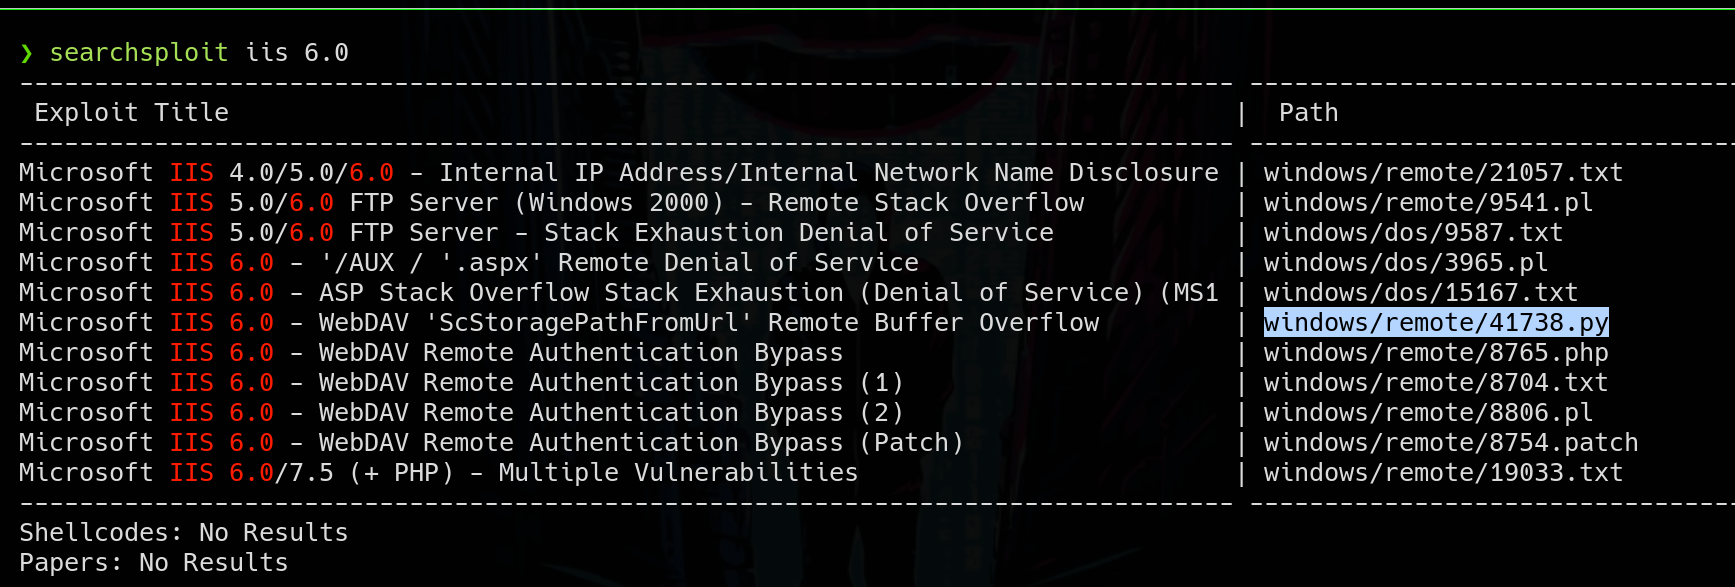 ❯ searchsploit iis 6.0
---------------------------------------------------------------------------------- ---------------------------------
 Exploit Title                                                                    |  Path
---------------------------------------------------------------------------------- ---------------------------------
Microsoft IIS 4.0/5.0/6.0 - Internal IP Address/Internal Network Name Disclosure | windows/remote/21057.txt
Microsoft IIS 5.0/6.0 FTP Server (Windows 2000) - Remote Stack Overflow          | windows/remote/9541.pl
Microsoft IIS 5.0/6.0 FTP Server - Stack Exhaustion Denial of Service            | windows/dos/9587.txt
Microsoft IIS 6.0 - '/AUX / '.aspx' Remote Denial of Service                     | windows/dos/3965.pl
Microsoft IIS 6.0 - ASP Stack Overflow Stack Exhaustion (Denial of Service) (MS1 | windows/dos/15167.txt
Microsoft IIS 6.0 - WebDAV 'ScStoragePathFromUrl' Remote Buffer Overflow         | windows/remote/41738.py
Microsoft IIS 6.0 - WebDAV Remote Authentication Bypass                          | windows/remote/8765.php
Microsoft IIS 6.0 - WebDAV Remote Authentication Bypass (1)                      | windows/remote/8704.txt
Microsoft IIS 6.0 - WebDAV Remote Authentication Bypass (2)                      | windows/remote/8806.pl
Microsoft IIS 6.0 - WebDAV Remote Authentication Bypass (Patch)                  | windows/remote/8754.patch
Microsoft IIS 6.0/7.5 (+ PHP) - Multiple Vulnerabilities                         | windows/remote/19033.txt
---------------------------------------------------------------------------------- ---------------------------------
Shellcodes: No Results
Papers: No Results